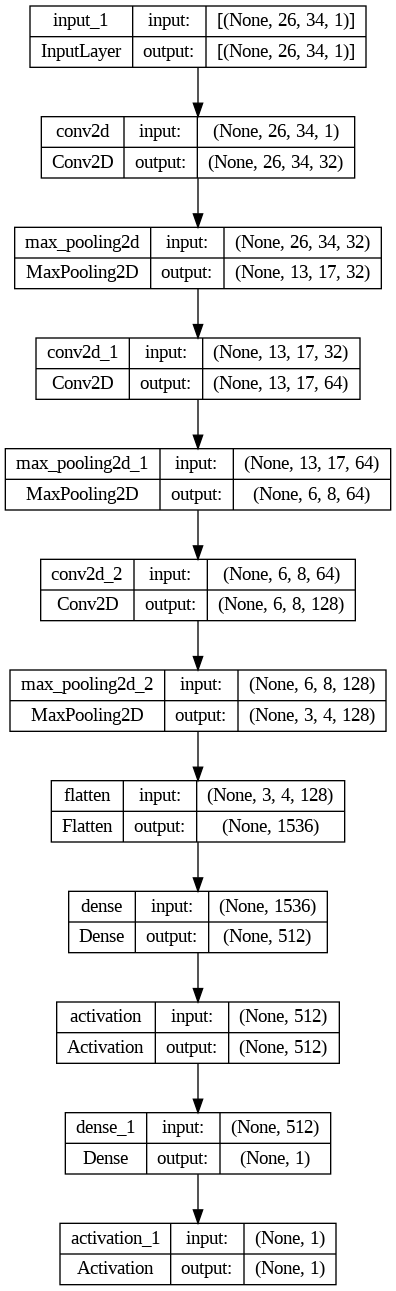 input_1 input: [(None, 26, 34, 1)]
InputLayer output: [(None, 26, 34, 1)]
conv2d input: (None, 26, 34, 1)
Conv2D output: (None, 26, 34, 32)
max_pooling2d input: (None, 26, 34, 32)
MaxPooling2D output: (None, 13, 17, 32)
conv2d_1 input: (None, 13, 17, 32)
Conv2D output: (None, 13, 17, 64)
max_pooling2d_1 input: (None, 13, 17, 64)
MaxPooling2D output: (None, 6, 8, 64)
conv2d_2 input: (None, 6, 8, 64)
Conv2D output: (None, 6, 8, 128)
max_pooling2d_2 input: (None, 6, 8, 128)
MaxPooling2D output: (None, 3, 4, 128)
flatten input: (None, 3, 4, 128)
Flatten output: (None, 1536)
dense input: (None, 1536)
Dense output: (None, 512)
activation input: (None, 512)
Activation output: (None, 512)
dense_1 input: (None, 512)
Dense output: (None, 1)
activation_1 input: (None, 1)
Activation output: (None, 1)